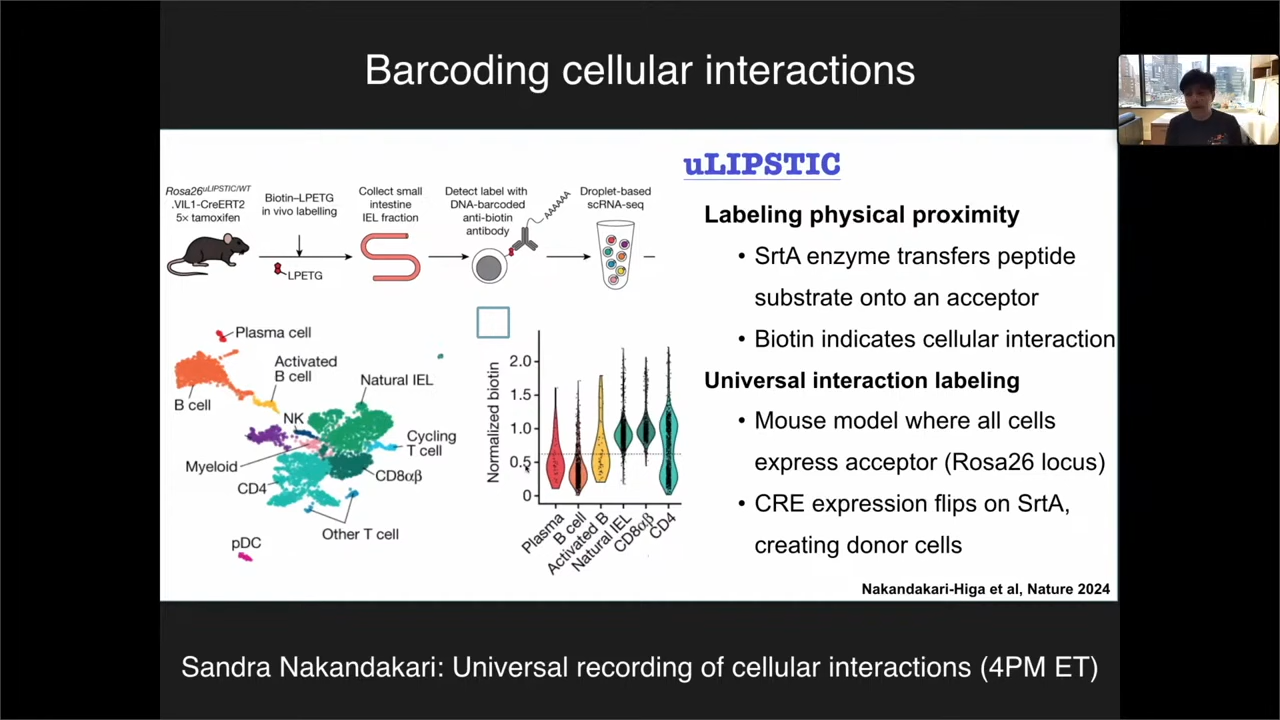 Barcoding cellular interactions
uLIPSTIC
Rosa26uLIPSTIC/WT
.VIL1-CreERT2
5× tamoxifen
Biotin–LPETG
in vivo labelling
LPETG
Collect small
intestine
IEL fraction
Detect label with
DNA-barcoded
anti-biotin
antibody
AAAAAA
Droplet-based
scRNA-seq
Plasma cell
Activated
B cell
Natural IEL
B cell
NK
Cycling
T cell
Myeloid
CD8αβ
CD4
Other T cell
pDC
Normalized biotin
2.0
1.5
1.0
0.5
0
Plasma
B cell
Activated B
Natural IEL
CD8αβ
CD4
Labeling physical proximity
• SrtA enzyme transfers peptide
substrate onto an acceptor
• Biotin indicates cellular interaction
Universal interaction labeling
• Mouse model where all cells
express acceptor (Rosa26 locus)
• CRE expression flips on SrtA,
creating donor cells
Nakandakari-Higa et al, Nature 2024
Sandra Nakandakari: Universal recording of cellular interactions (4PM ET)